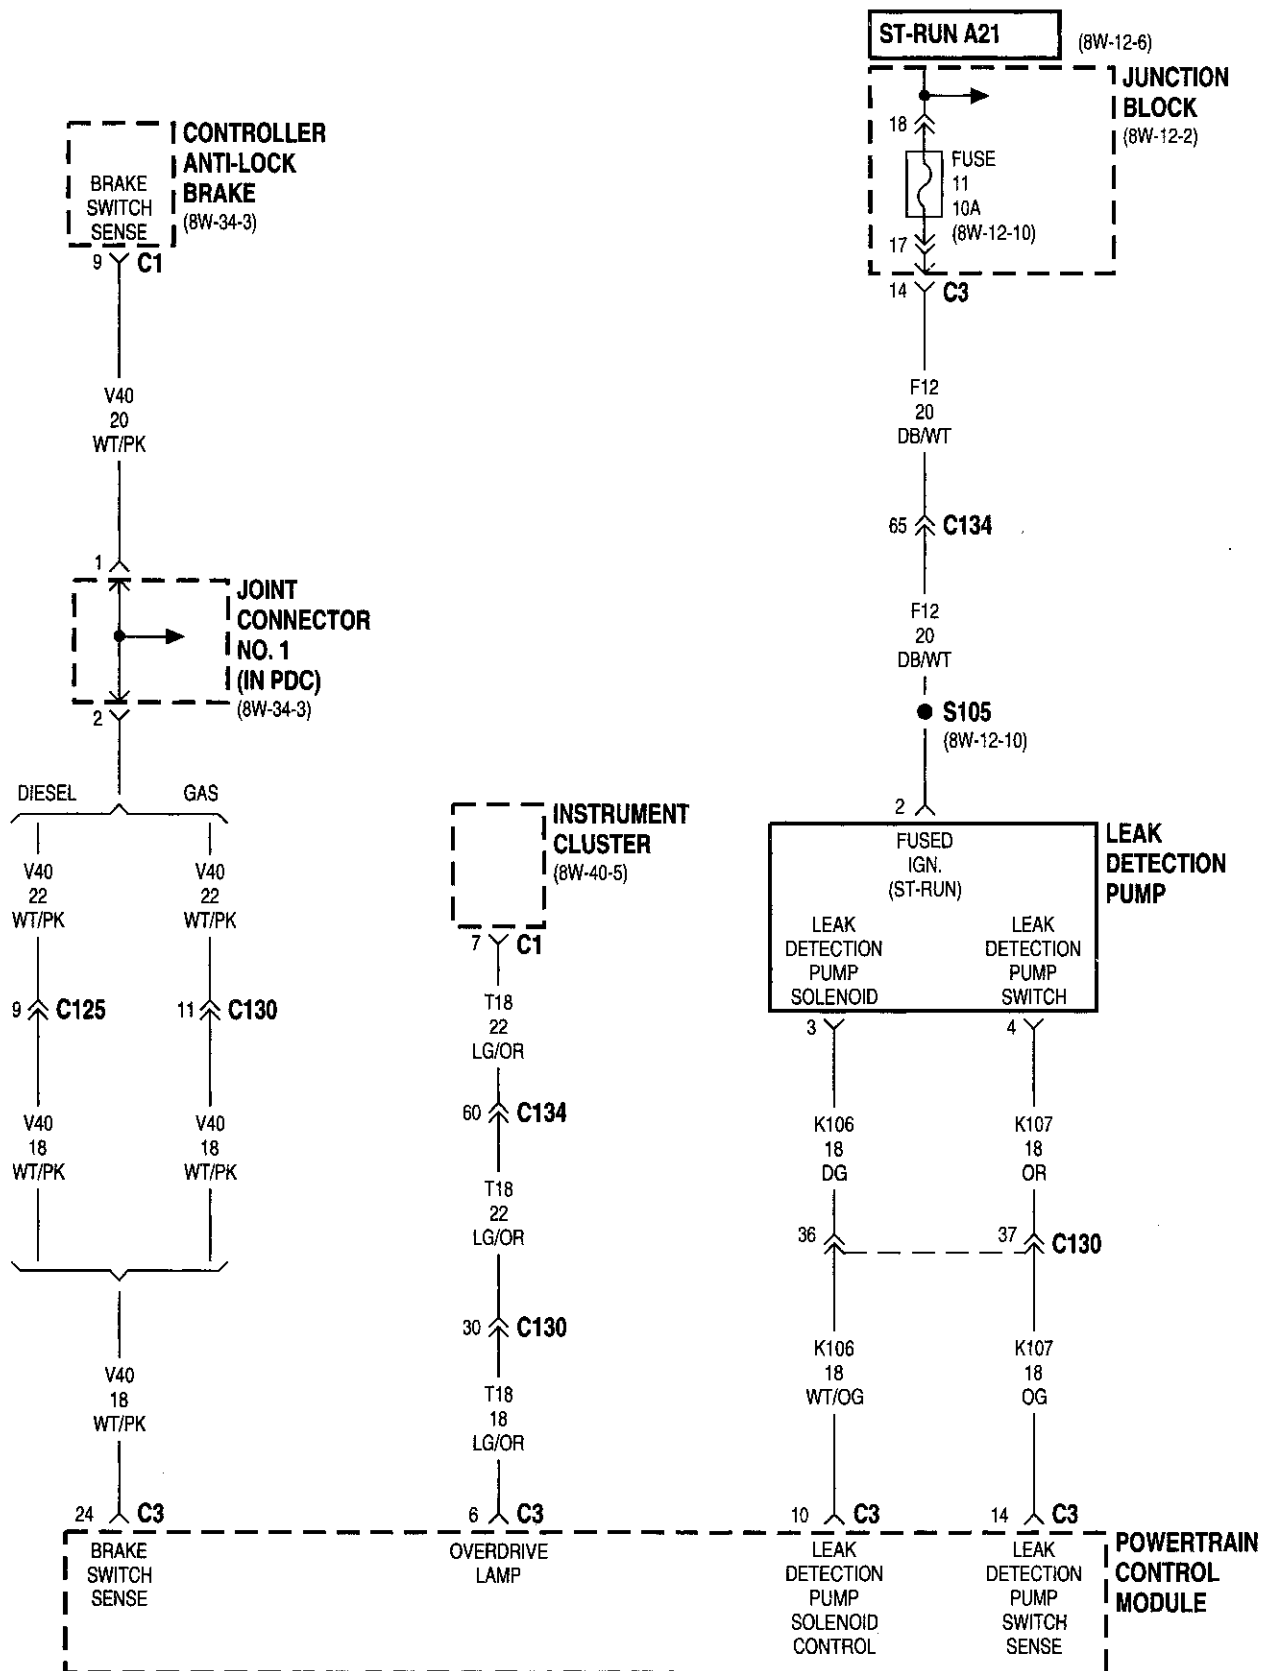 ST-RUN A21
(8W-12-6)
JUNCTION
BLOCK
(8W-12-2)
18
FUSE
11
10A
(8W-12-10)
17
14
C3
F12
20
DB/WT
65
C134
F12
20
DB/WT
S105
(8W-12-10)
2
FUSED
IGN.
(ST-RUN)
LEAK
DETECTION
PUMP
LEAK
DETECTION
PUMP
SOLENOID
LEAK
DETECTION
PUMP
SWITCH
3
4
K106
18
DG
K107
18
OR
36
37
C130
K106
18
WT/OG
K107
18
OG
10
C3
14
C3
CONTROLLER
ANTI-LOCK
BRAKE
(8W-34-3)
BRAKE
SWITCH
SENSE
9
C1
V40
20
WT/PK
1
JOINT
CONNECTOR
NO. 1
(IN PDC)
(8W-34-3)
2
DIESEL
GAS
V40
22
WT/PK
V40
22
WT/PK
9
C125
11
C130
V40
18
WT/PK
V40
18
WT/PK
V40
18
WT/PK
24
C3
INSTRUMENT
CLUSTER
(8W-40-5)
7
C1
T18
22
LG/OR
60
C134
T18
22
LG/OR
30
C130
T18
18
LG/OR
6
C3
BRAKE
SWITCH
SENSE
OVERDRIVE
LAMP
LEAK
DETECTION
PUMP
SOLENOID
CONTROL
LEAK
DETECTION
PUMP
SWITCH
SENSE
POWERTRAIN
CONTROL
MODULE